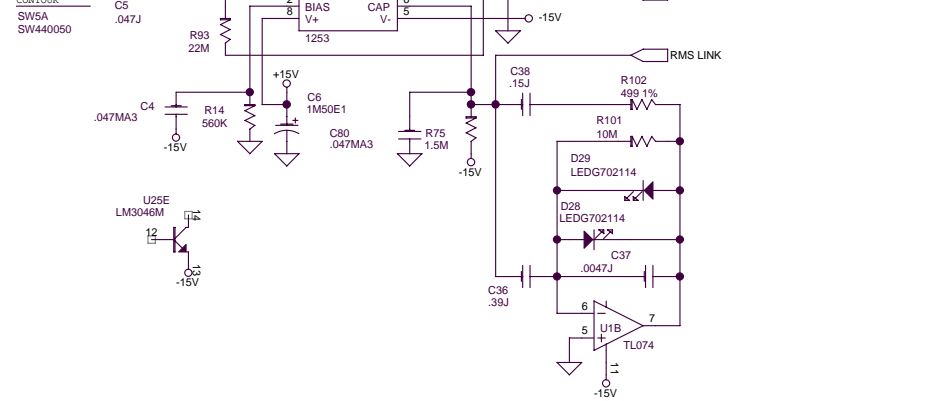 CONTOUR
SW5A
SW440050
C5
.047J
R93
22M
2
BIAS
8
V+
1253
6
CAP
5
V-
-15V
RMS LINK
C38
.15J
R102
499 1%
R101
10M
D29
LEDG702114
D28
LEDG702114
C37
.0047J
C36
.39J
6
5
7
U1B
TL074
11
-15V
C4
.047MA3
-15V
R14
560K
+15V
C6
1M50E1
+
C80
.047MA3
R75
1.5M
-15V
U25E
LM3046M
14
12
13
-15V